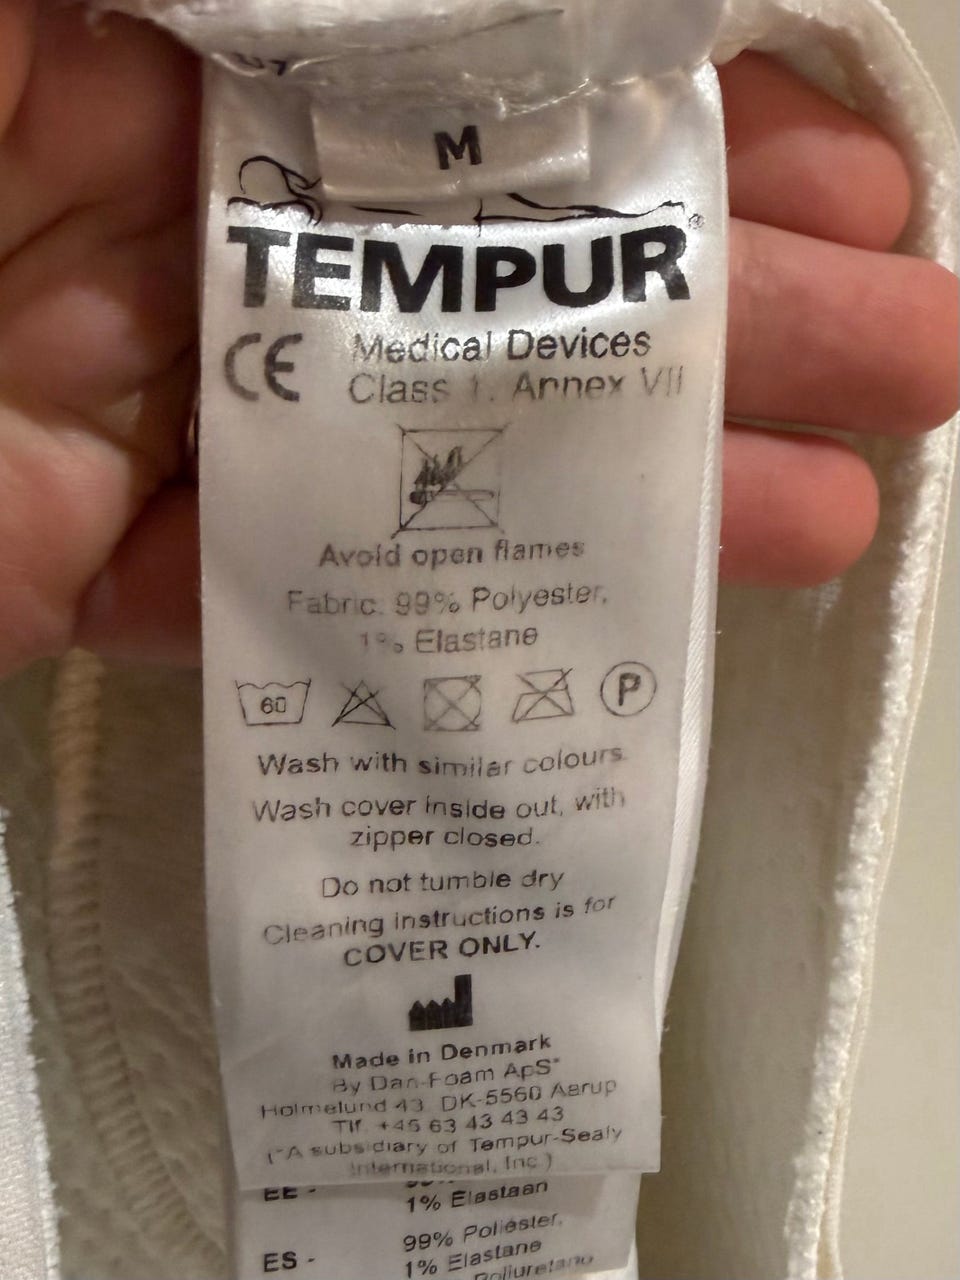 M
TEMPUR®
CE Medical Devices
Class 1. Annex VII
Avoid open flames
Fabric: 99% Polyester,
1% Elastane
60 P
Wash with similar colours.
Wash cover inside out, with
zipper closed.
Do not tumble dry
Cleaning instructions is for
COVER ONLY.
Made in Denmark
By Dan-Foam ApS*
Holmelund 43 DK-5560 Aarup
Tlf. +45 63 43 43 43
(*A subsidiary of Tempur-Sealy
International, Inc.)
EE -
1% Elastaan
99% Poliéster,
ES - 1% Elastane
Poliuretano